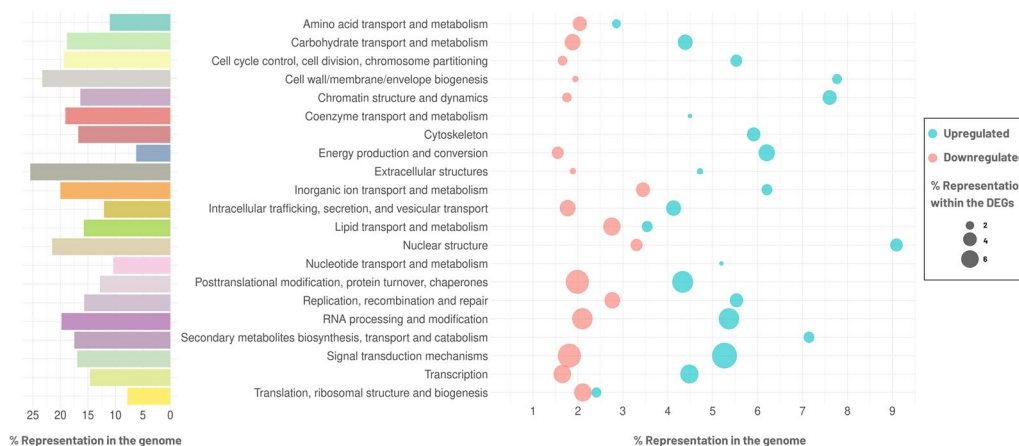 Amino acid transport and metabolism
Carbohydrate transport and metabolism
Cell cycle control, cell division, chromosome partitioning
Cell wall/membrane/envelope biogenesis
Chromatin structure and dynamics
Coenzyme transport and metabolism
Cytoskeleton
Energy production and conversion
Extracellular structures
Inorganic ion transport and metabolism
Intracellular trafficking, secretion, and vesicular transport
Lipid transport and metabolism
Nuclear structure
Nucleotide transport and metabolism
Posttranslational modification, protein turnover, chaperones
Replication, recombination and repair
RNA processing and modification
Secondary metabolites biosynthesis, transport and catabolism
Signal transduction mechanisms
Transcription
Translation, ribosomal structure and biogenesis
25 20 15 10 5 0
% Representation in the genome
1 2 3 4 5 6 7 8 9
% Representation in the genome
Upregulated
Downregulate
% Representatio
within the DEGs
2
4
6